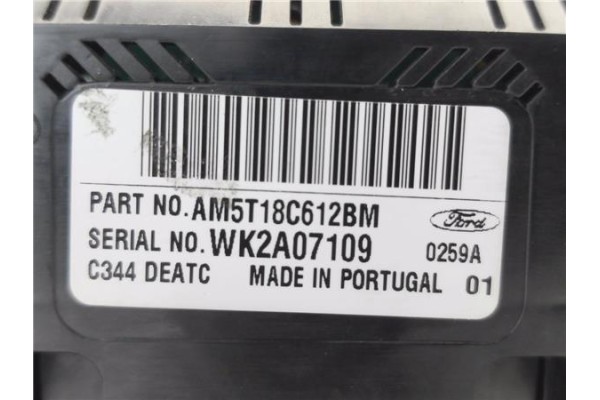 PART NO. AM5T18C612BM
Ford
SERIAL NO. WK2A07109 0259A
C344 DEATC MADE IN PORTUGAL 01